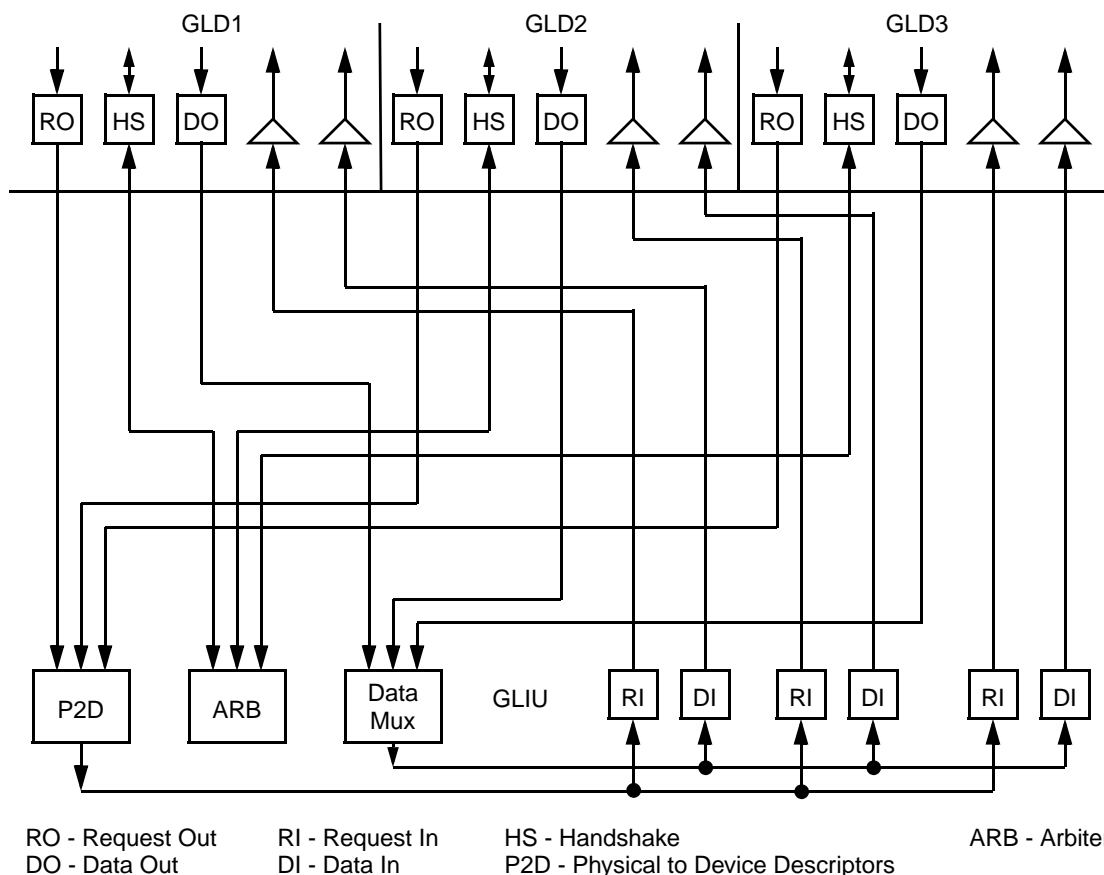 GLD1 GLD2 GLD3
RO HS DO RO HS DO RO HS DO
P2D ARB Data Mux GLIU RI DI RI DI RI DI
RO - Request Out RI - Request In HS - Handshake ARB - Arbite
DO - Data Out DI - Data In P2D - Physical to Device Descriptors